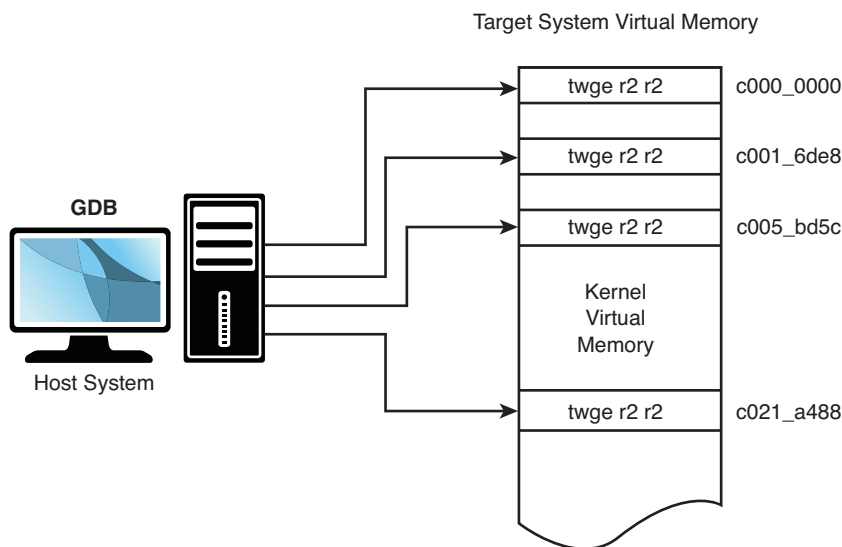 Target System Virtual Memory
twge r2 r2 c000_0000
twge r2 r2 c001_6de8
GDB
twge r2 r2 c005_bd5c
Kernel
Virtual
Memory
Host System
twge r2 r2 c021_a488